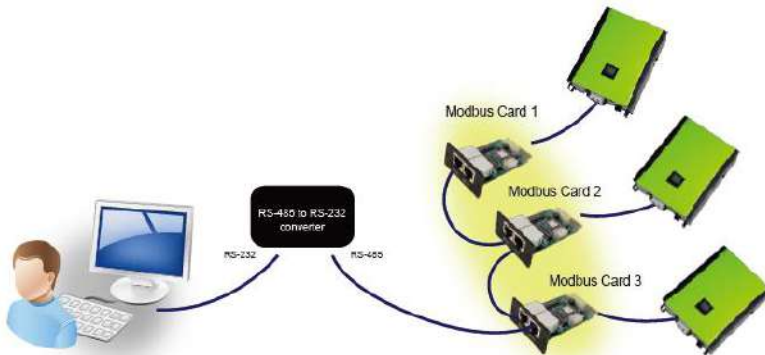 Modbus Card 1
Modbus Card 2
RS-485 to RS-232
converter
RS-232
RS-485
Modbus Card 3